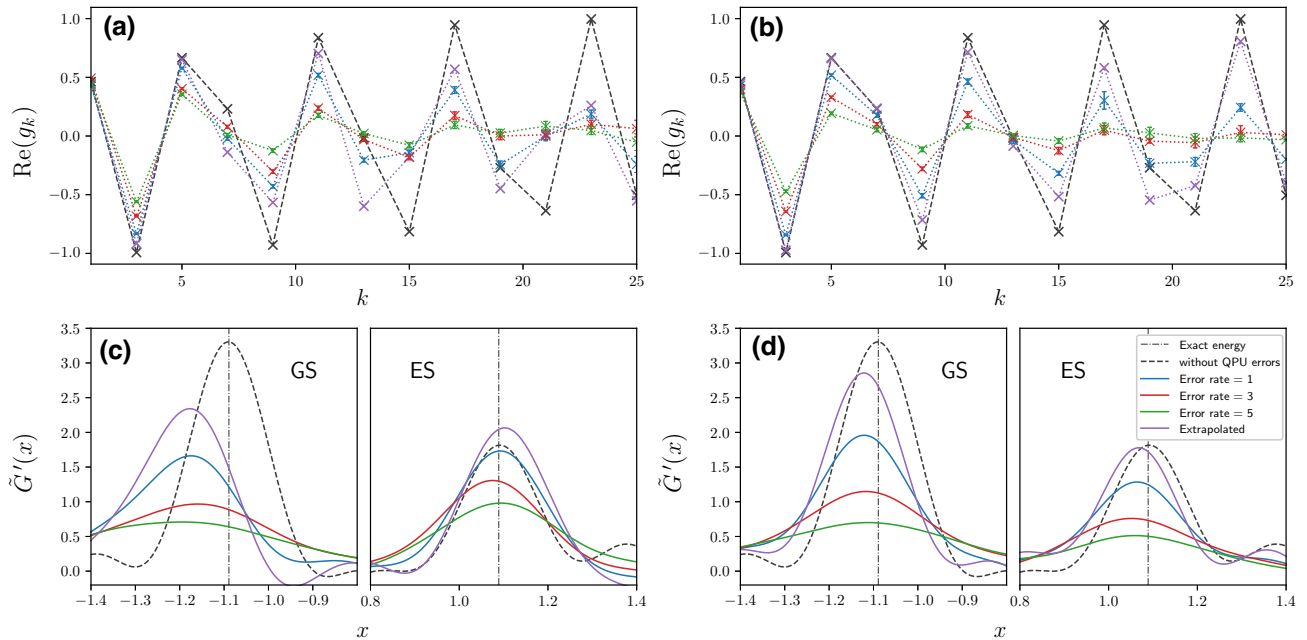 (a)
1.0
0.5
0.0
−0.5
−1.0
Re(g_k)
5 10 15 20 25
k
(b)
1.0
0.5
0.0
−0.5
−1.0
Re(g_k)
5 10 15 20 25
k
(c)
GS
ES
3.5
3.0
2.5
2.0
1.5
1.0
0.5
0.0
G̃′(x)
−1.4 −1.3 −1.2 −1.1 −1.0 −0.9
0.8 1.0 1.2 1.4
x
(d)
GS
ES
Exact energy
without QPU errors
Error rate = 1
Error rate = 3
Error rate = 5
Extrapolated
3.5
3.0
2.5
2.0
1.5
1.0
0.5
0.0
G̃′(x)
−1.4 −1.3 −1.2 −1.1 −1.0 −0.9
0.8 1.0 1.2 1.4
x